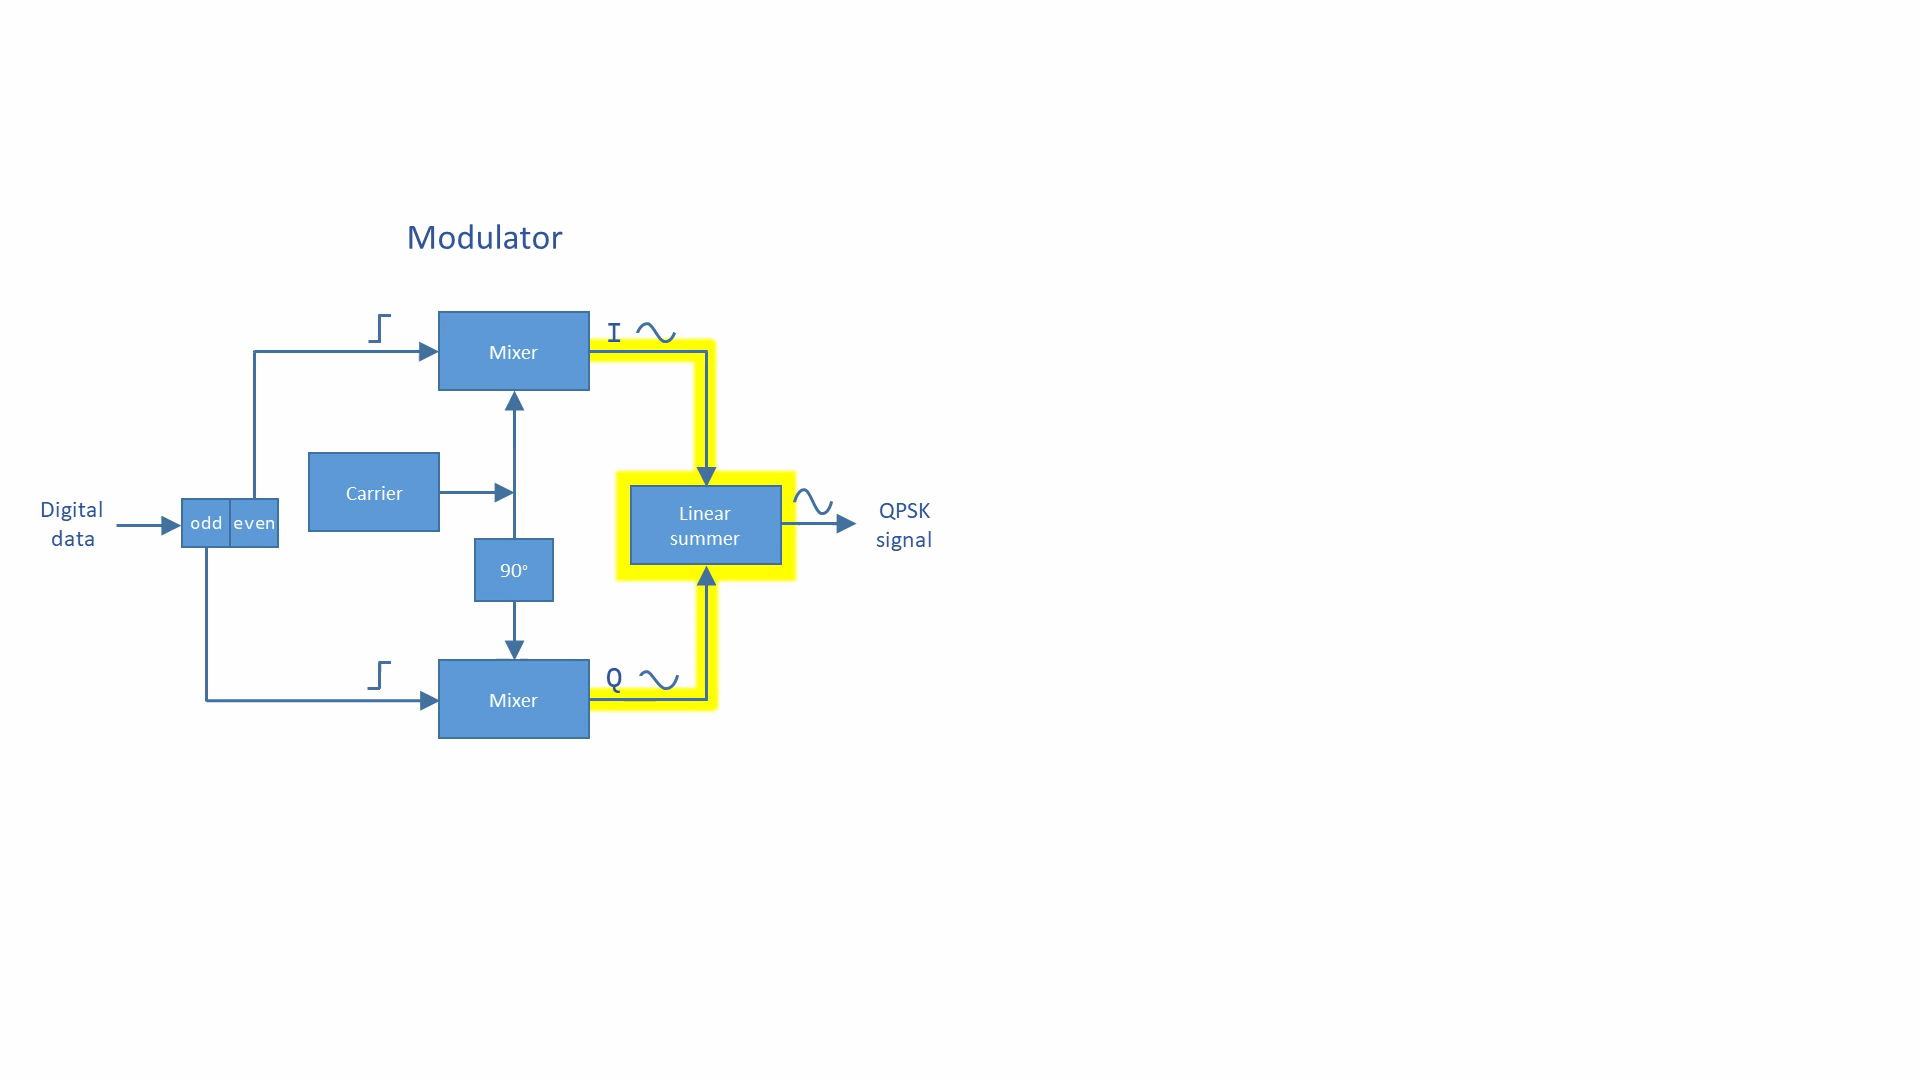 Modulator
Mixer
I
Carrier
Digital
data
odd
even
90°
Linear
summer
QPSK
signal
Mixer
Q